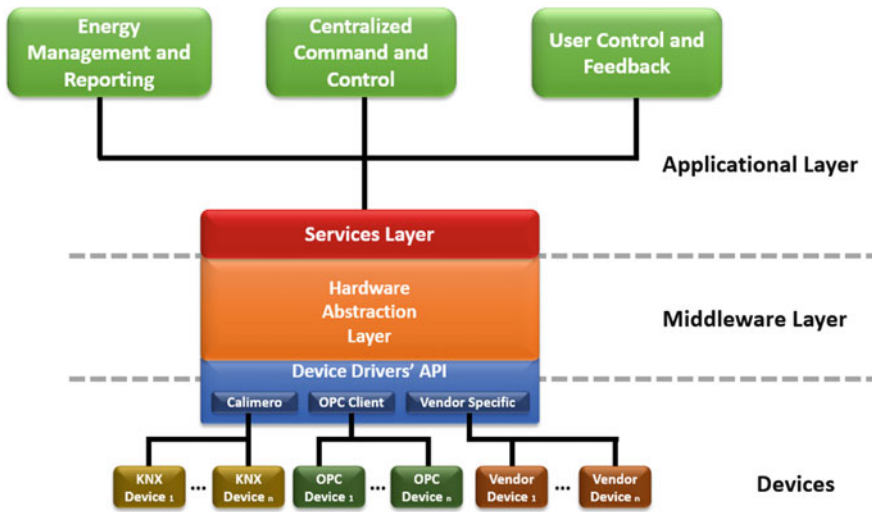 Energy
Management and
Reporting
Centralized
Command and
Control
User Control and
Feedback
Applicational Layer
Services Layer
Hardware
Abstraction
Layer
Middleware Layer
Device Drivers' API
Calimero
OPC Client
Vendor Specific
KNX
Device 1
...
KNX
Device n
OPC
Device 1
...
OPC
Device n
Vendor
Device 1
...
Vendor
Device n
Devices